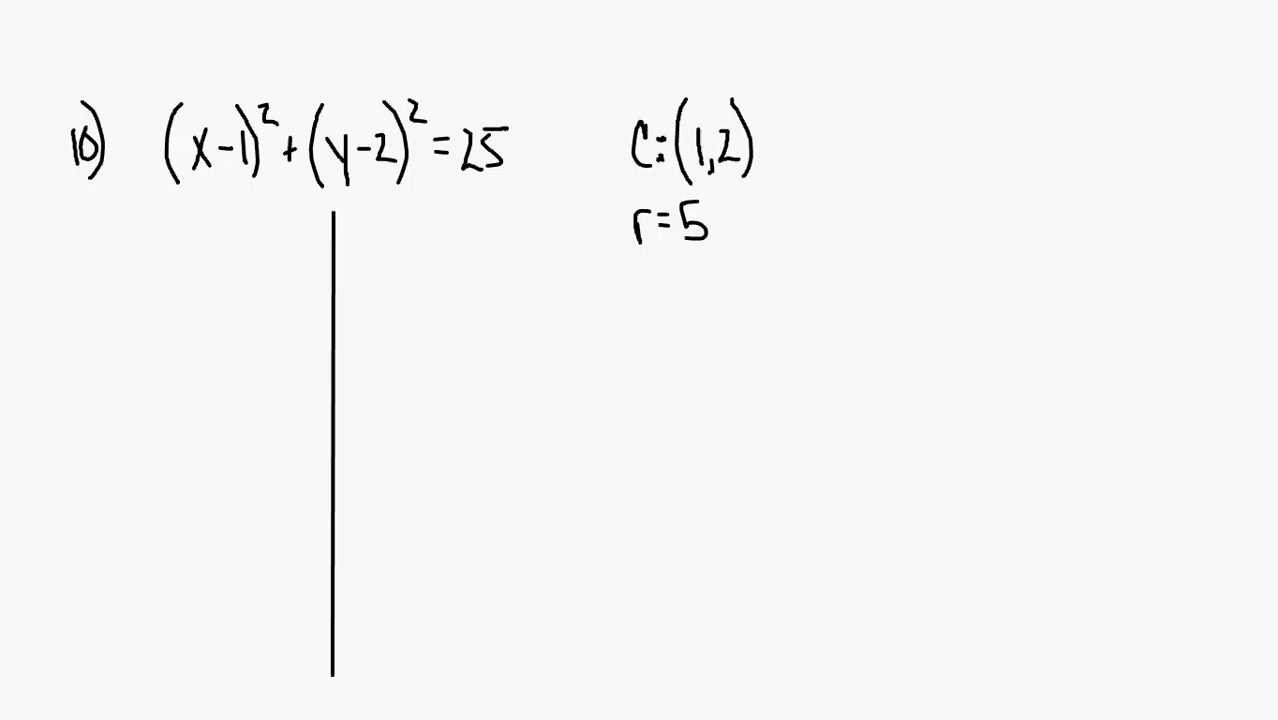 10) (x-1)² + (y-2)² = 25
C: (1,2)
r = 5